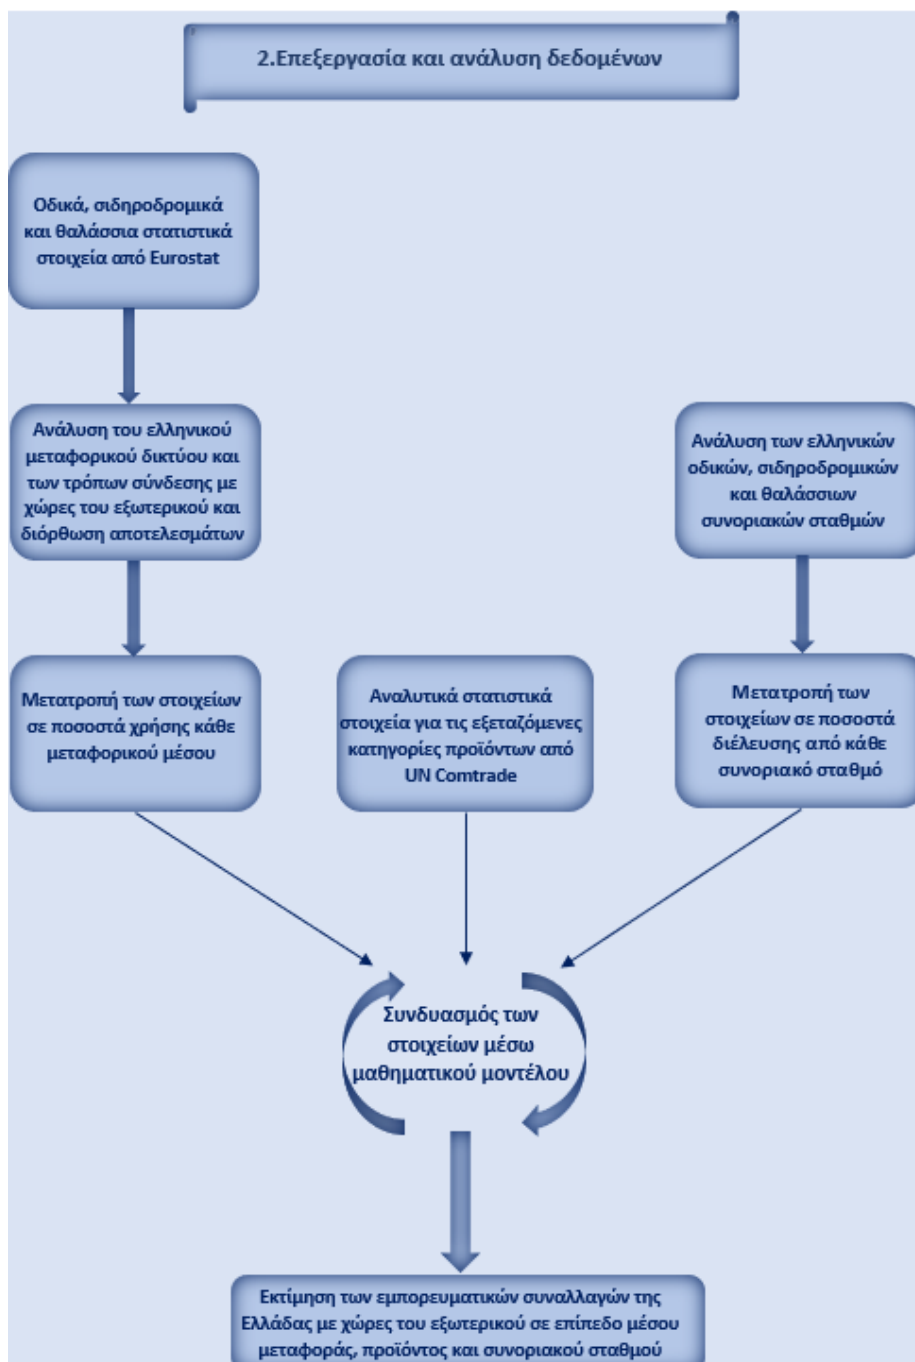 2.Επεξεργασία και ανάλυση δεδομένων
Οδικά, σιδηροδρομικά
και θαλάσσια στατιστικά
στοιχεία από Eurostat
Ανάλυση του ελληνικού
μεταφορικού δικτύου και
των τρόπων σύνδεσης με
χώρες του εξωτερικού και
διόρθωση αποτελεσμάτων
Ανάλυση των ελληνικών
οδικών, σιδηροδρομικών
και θαλάσσιων
συνοριακών σταθμών
Μετατροπή των στοιχείων
σε ποσοστά χρήσης κάθε
μεταφορικού μέσου
Αναλυτικά στατιστικά
στοιχεία για τις εξεταζόμενες
κατηγορίες προϊόντων από
UN Comtrade
Μετατροπή των
στοιχείων σε ποσοστά
διέλευσης από κάθε
συνοριακό σταθμό
Συνδυασμός των
στοιχείων μέσω
μαθηματικού μοντέλου
Εκτίμηση των εμπορευματικών συναλλαγών της
Ελλάδας με χώρες του εξωτερικού σε επίπεδο μέσου
μεταφοράς, προϊόντος και συνοριακού σταθμού